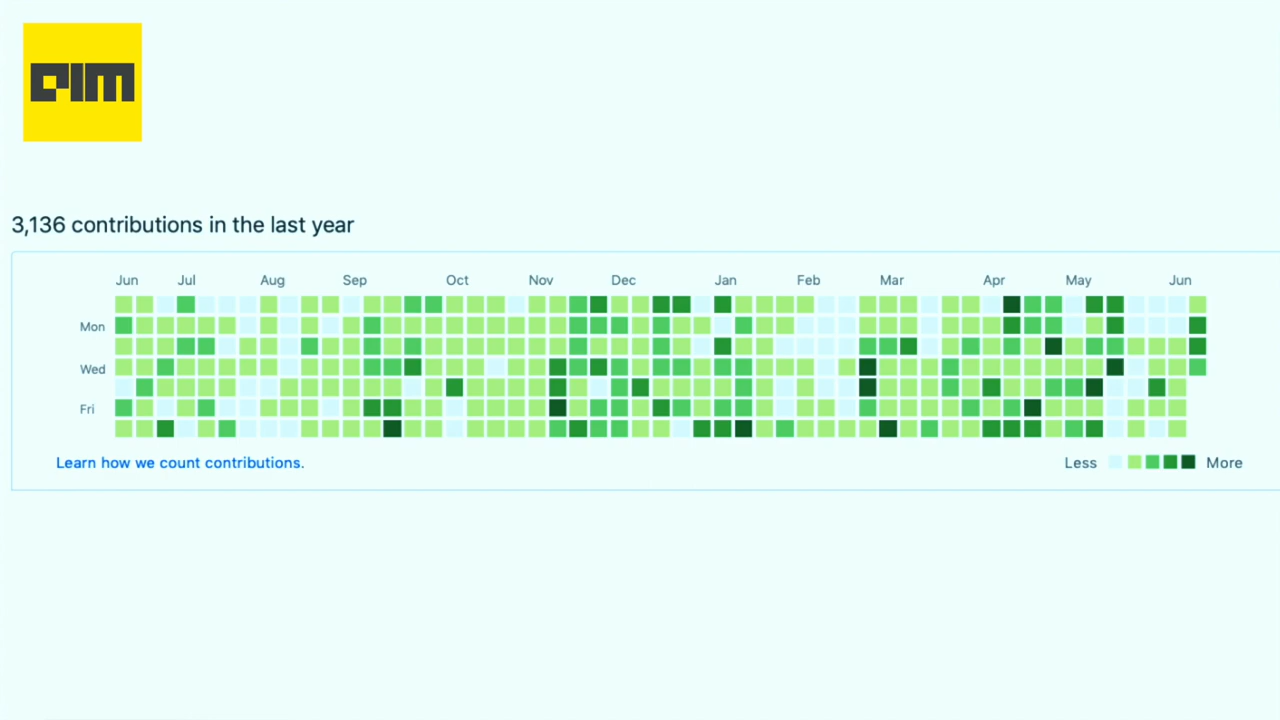 AIM
3,136 contributions in the last year
Jun Jul Aug Sep Oct Nov Dec Jan Feb Mar Apr May Jun
Mon
Wed
Fri
Learn how we count contributions.
Less More